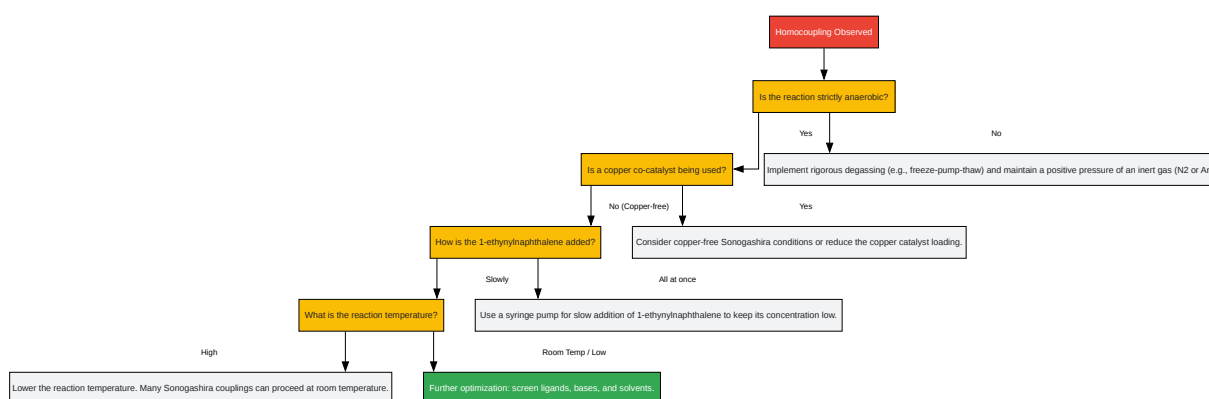 Homocoupling Observed
Is the reaction strictly anaerobic?
Yes
No
Is a copper co-catalyst being used?
Implement rigorous degassing (e.g., freeze-pump-thaw) and maintain a positive pressure of an inert gas (N2 or Ar
No (Copper-free)
Yes
How is the 1-ethynylnaphthalene added?
Consider copper-free Sonogashira conditions or reduce the copper catalyst loading.
Slowly
All at once
What is the reaction temperature?
Use a syringe pump for slow addition of 1-ethynylnaphthalene to keep its concentration low.
High
Room Temp / Low
Lower the reaction temperature. Many Sonogashira couplings can proceed at room temperature.
Further optimization: screen ligands, bases, and solvents.